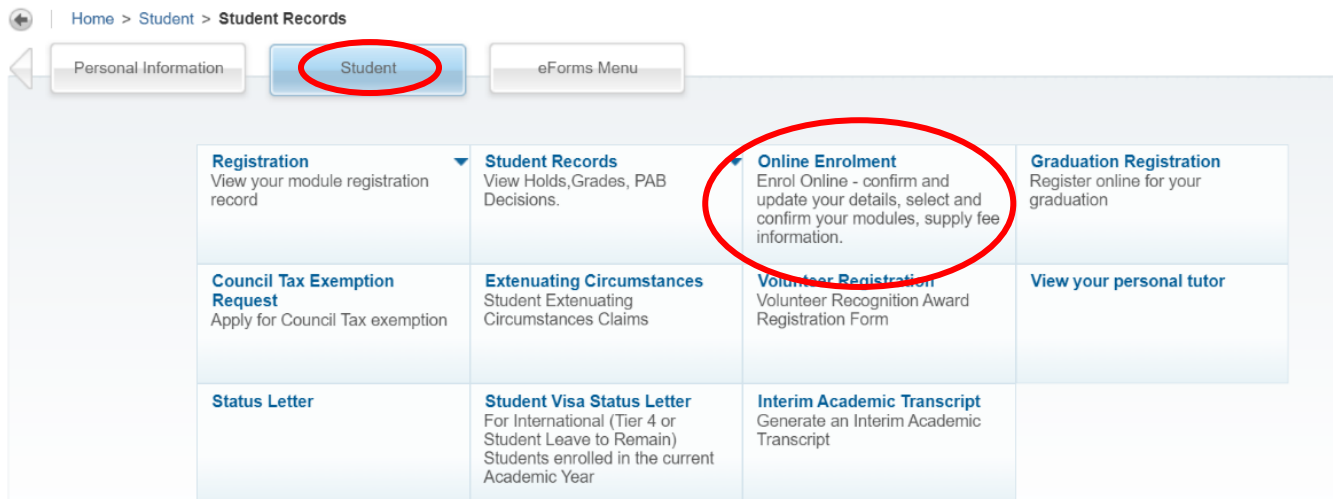 Home > Student > Student Records
Personal Information
Student
eForms Menu
Registration
View your module registration
record
Student Records
View Holds,Grades, PAB
Decisions.
Online Enrolment
Enrol Online - confirm and
update your details, select and
confirm your modules, supply fee
information.
Graduation Registration
Register online for your
graduation
Council Tax Exemption
Request
Apply for Council Tax exemption
Extenuating Circumstances
Student Extenuating
Circumstances Claims
Volunteer Registration
Volunteer Recognition Award
Registration Form
View your personal tutor
Status Letter
Student Visa Status Letter
For International (Tier 4 or
Student Leave to Remain)
Students enrolled in the current
Academic Year
Interim Academic Transcript
Generate an Interim Academic
Transcript